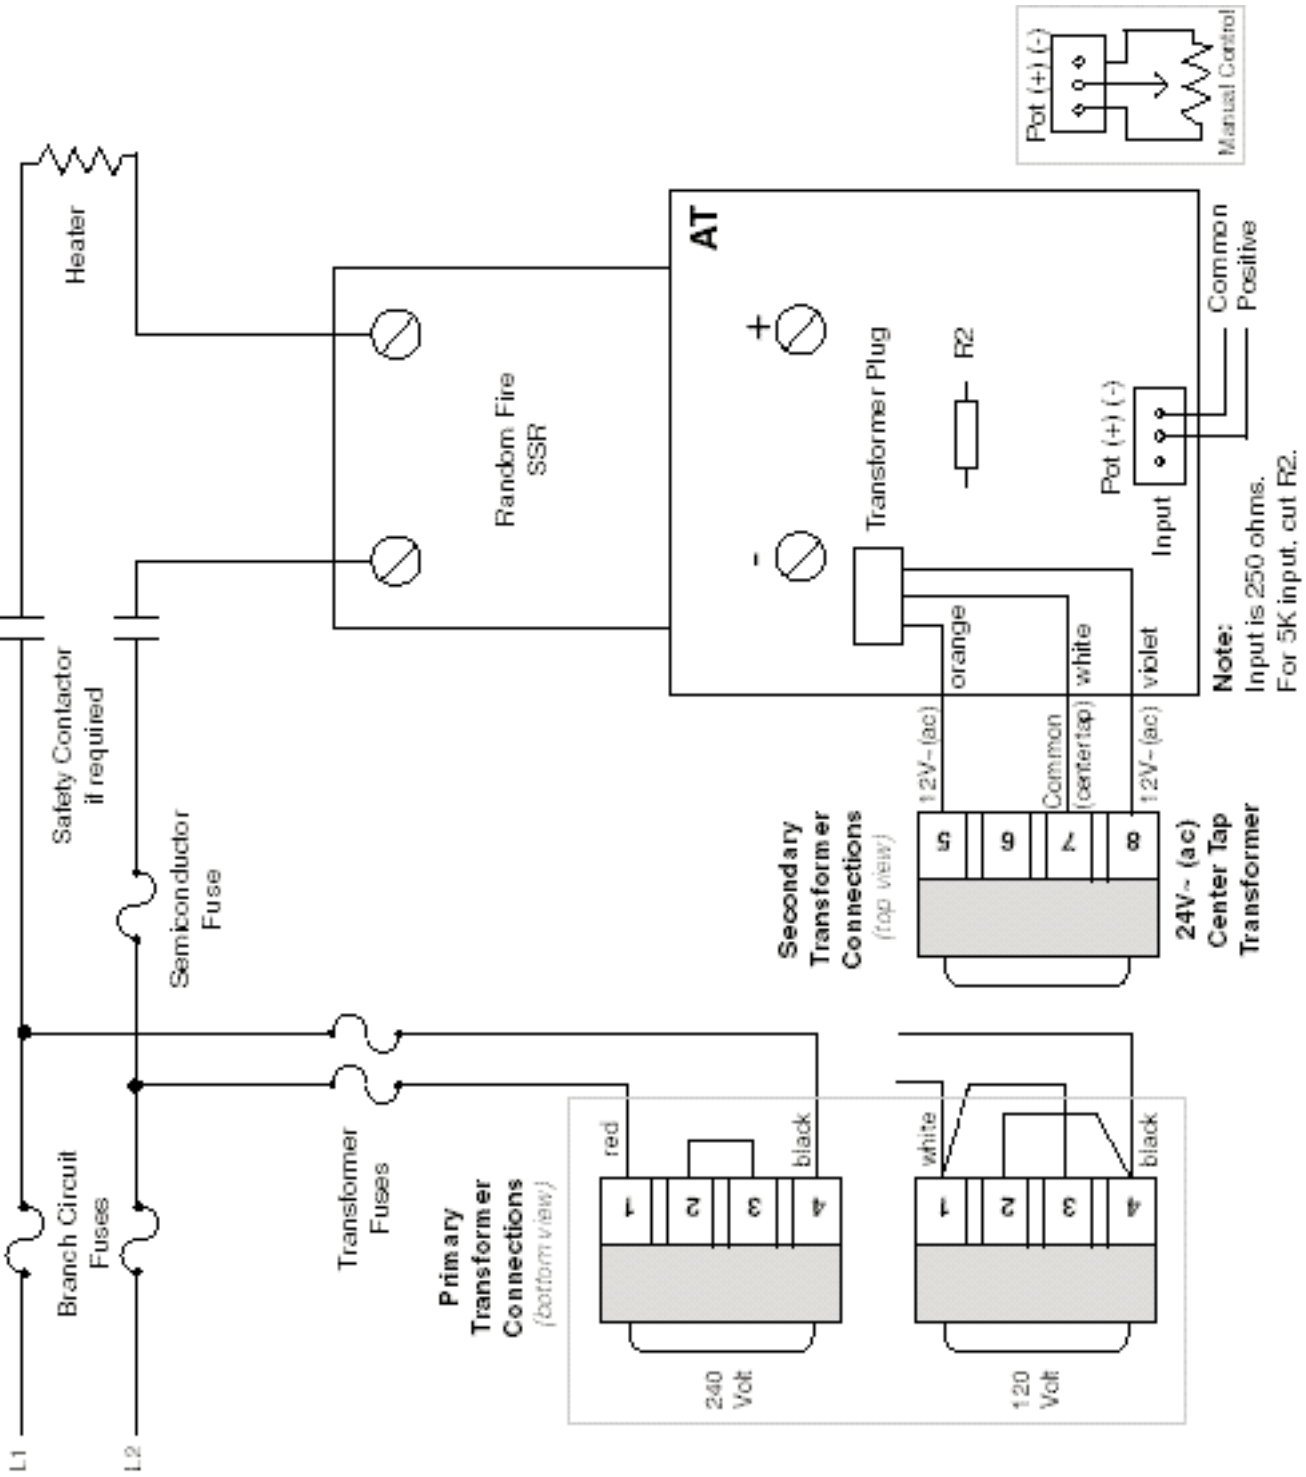 L1
L2
Branch Circuit
Fuses
Semiconductor
Fuse
Safety Contactor
if required
Heater
Transformer
Fuses
Random Fire
SSR
Primary
Transformer
Connections
(bottom view)
240
Volt
red
1
2
3
4
black
120
Volt
white
1
2
3
4
black
Secondary
Transformer
Connections
(top view)
5
6
7
8
24V~ (ac)
Center Tap
Transformer
12V~ (ac)
Common
(center tap)
12V~ (ac)
orange
white
violet
AT
-
+
Transformer Plug
R2
Pot (+) (-)
Input
Common
Positive
Note:
Input is 250 ohms.
For 5K input, cut R2.
Pot (+) (-)
Manual Control